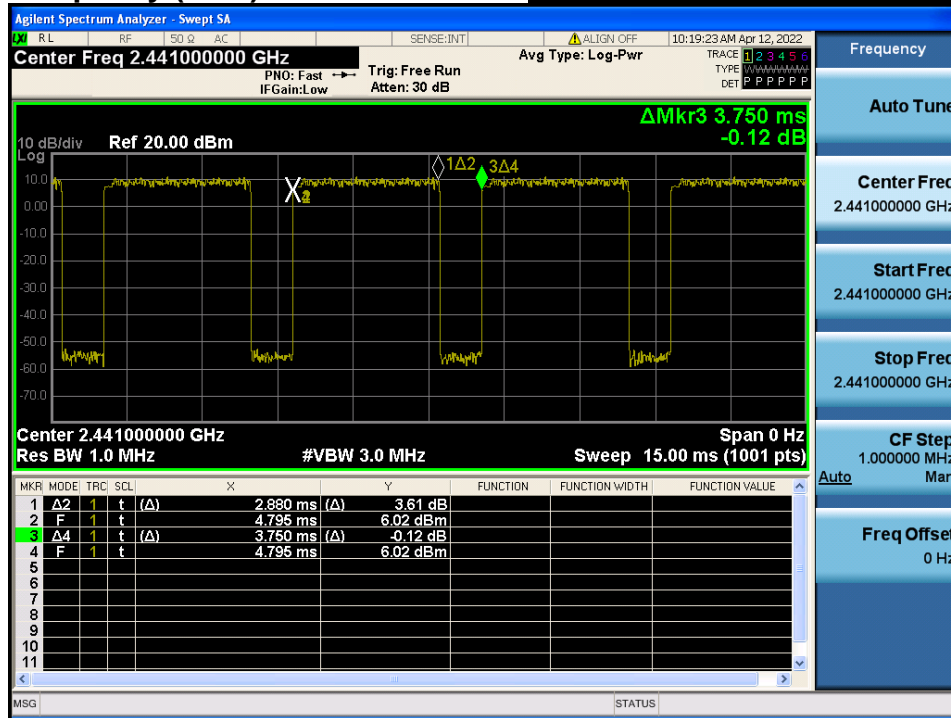 Agilent Spectrum Analyzer - Swept SA
LXI RL RF 50 Ω AC SENSE:INT ALIGN OFF 10:19:23 AM Apr 12, 2022
Center Freq 2.441000000 GHz
PNO: Fast
IFGain:Low
Trig: Free Run
Atten: 30 dB
Avg Type: Log-Pwr
TRACE 1 2 3 4 5 6
TYPE
DET P P P P P P
ΔMkr3 3.750 ms
-0.12 dB
10 dB/div Ref 20.00 dBm
Log
1Δ2 3Δ4
10.0
0.00
-10.0
-20.0
-30.0
-40.0
-50.0
-60.0
-70.0
Center 2.441000000 GHz Span 0 Hz
Res BW 1.0 MHz #VBW 3.0 MHz Sweep 15.00 ms (1001 pts)
MKR MODE TRC SCL X Y FUNCTION FUNCTION WIDTH FUNCTION VALUE
1 Δ2 1 t (Δ) 2.880 ms (Δ) 3.61 dB
2 F 1 t 4.795 ms 6.02 dBm
3 Δ4 1 t (Δ) 3.750 ms (Δ) -0.12 dB
4 F 1 t 4.795 ms 6.02 dBm
5
6
7
8
9
10
11
MSG STATUS
Frequency
Auto Tune
Center Freq
2.441000000 GHz
Start Freq
2.441000000 GHz
Stop Freq
2.441000000 GHz
CF Step
1.000000 MHz
Auto Man
Freq Offset
0 Hz